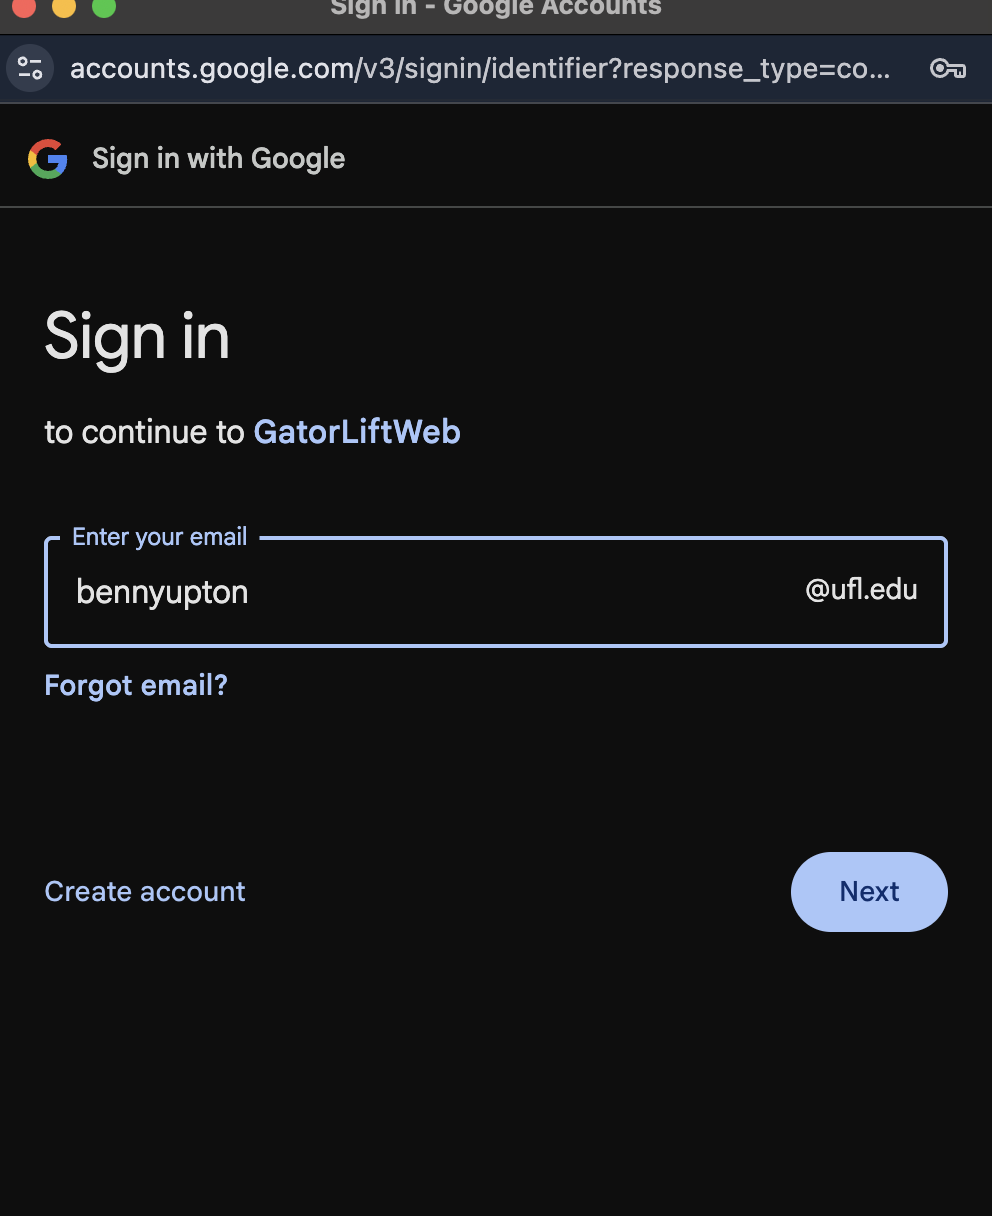 Sign in - Google Accounts
accounts.google.com/v3/signin/identifier?response_type=co...
Sign in with Google
Sign in
to continue to GatorLiftWeb
Enter your email
bennyupton @ufl.edu
Forgot email?
Create account Next